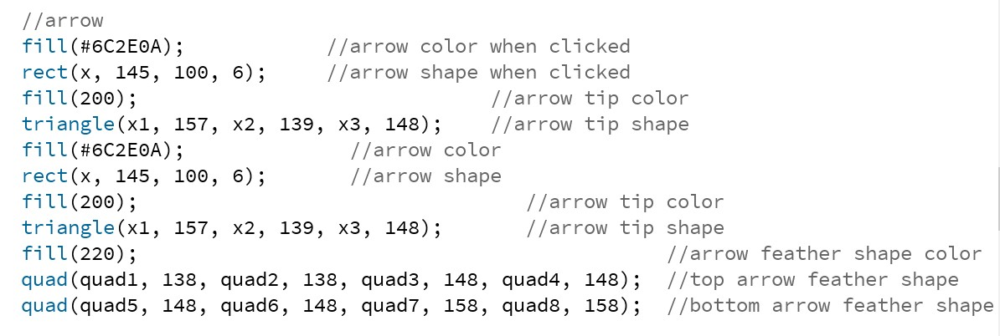 //arrow
fill(#6C2E0A);            //arrow color when clicked
rect(x, 145, 100, 6);     //arrow shape when clicked
fill(200);                              //arrow tip color
triangle(x1, 157, x2, 139, x3, 148);    //arrow tip shape
fill(#6C2E0A);              //arrow color
rect(x, 145, 100, 6);       //arrow shape
fill(200);                                 //arrow tip color
triangle(x1, 157, x2, 139, x3, 148);       //arrow tip shape
fill(220);                                             //arrow feather shape color
quad(quad1, 138, quad2, 138, quad3, 148, quad4, 148);  //top arrow feather shape
quad(quad5, 148, quad6, 148, quad7, 158, quad8, 158);  //bottom arrow feather shape